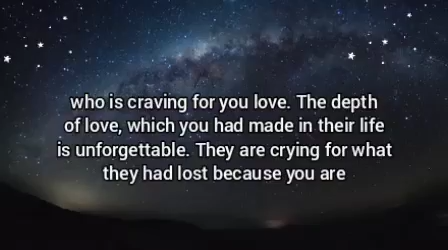 who is craving for you love. The depth
of love, which you had made in their life
is unforgettable. They are crying for what
they had lost because you are